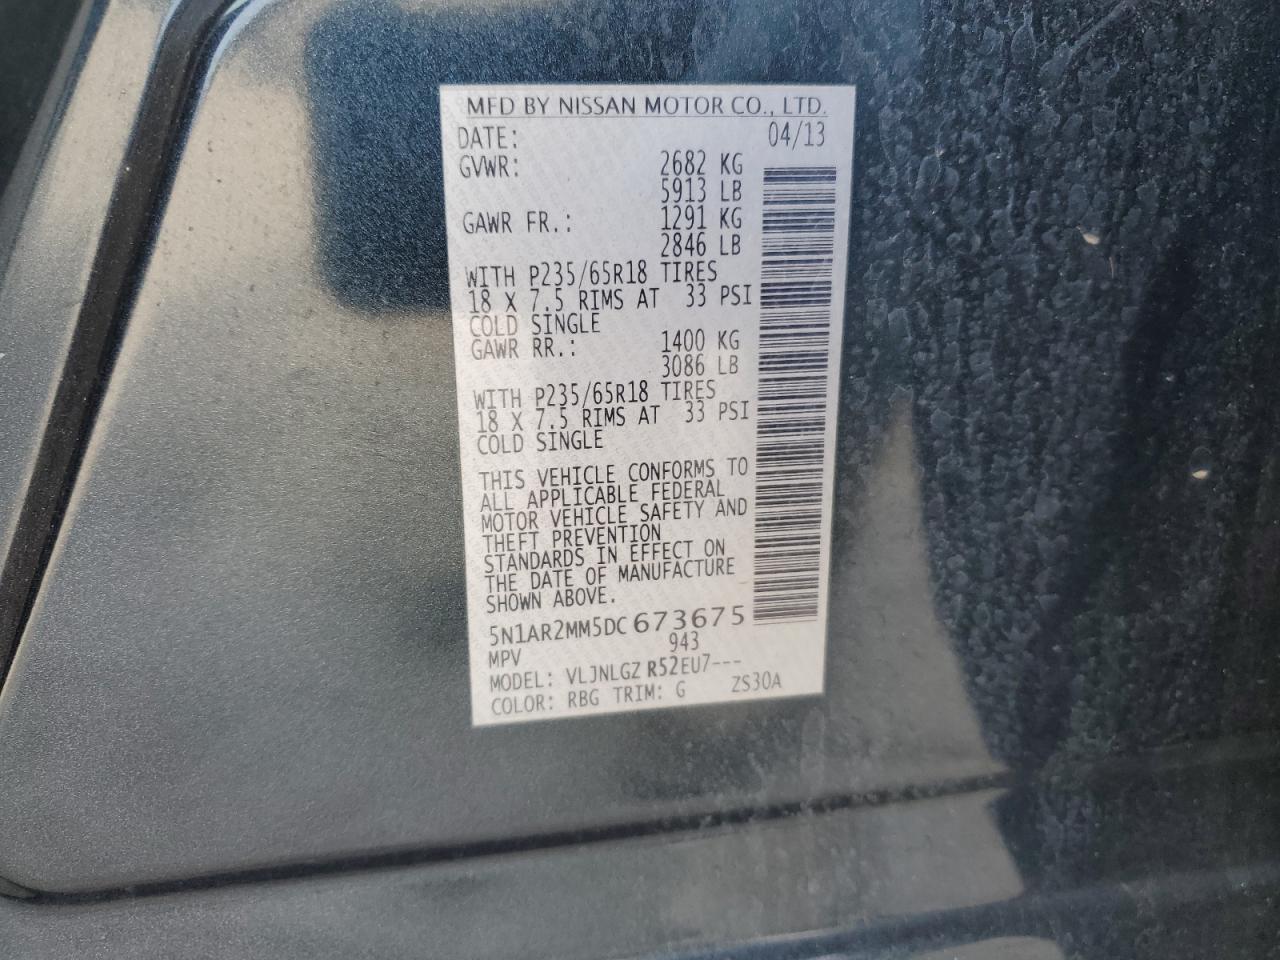 MFD BY NISSAN MOTOR CO., LTD.
DATE: 04/13
GVWR: 2682 KG
5913 LB
GAWR FR.: 1291 KG
2846 LB
WITH P235/65R18 TIRES
18 X 7.5 RIMS AT 33 PSI
COLD SINGLE
GAWR RR.: 1400 KG
3086 LB
WITH P235/65R18 TIRES
18 X 7.5 RIMS AT 33 PSI
COLD SINGLE
THIS VEHICLE CONFORMS TO
ALL APPLICABLE FEDERAL
MOTOR VEHICLE SAFETY AND
THEFT PREVENTION
STANDARDS IN EFFECT ON
THE DATE OF MANUFACTURE
SHOWN ABOVE.
5N1AR2MM5DC673675
MPV 943
MODEL: VLJNLGZ R52EU7---
COLOR: RBG TRIM: G ZS30A